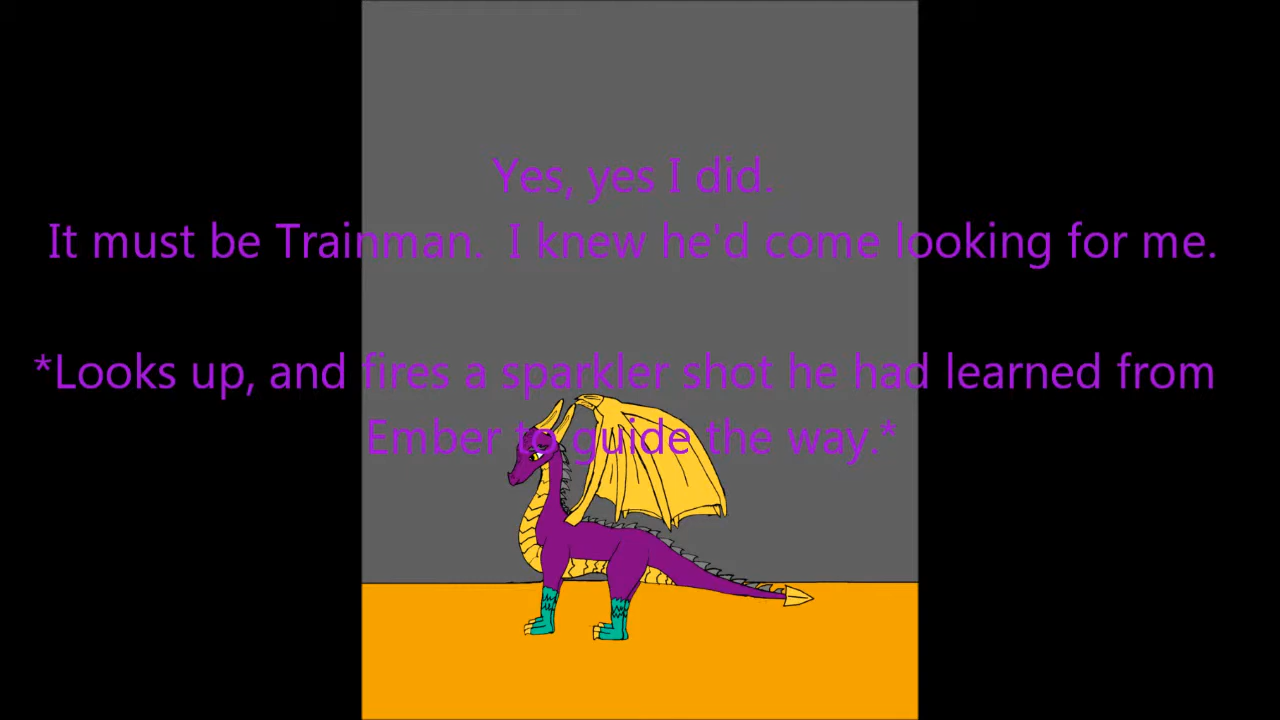 Yes, yes I did.
It must be Trainman.  I knew he'd come looking for me.
*Looks up, and fires a sparkler shot he had learned from
Ember to guide the way.*